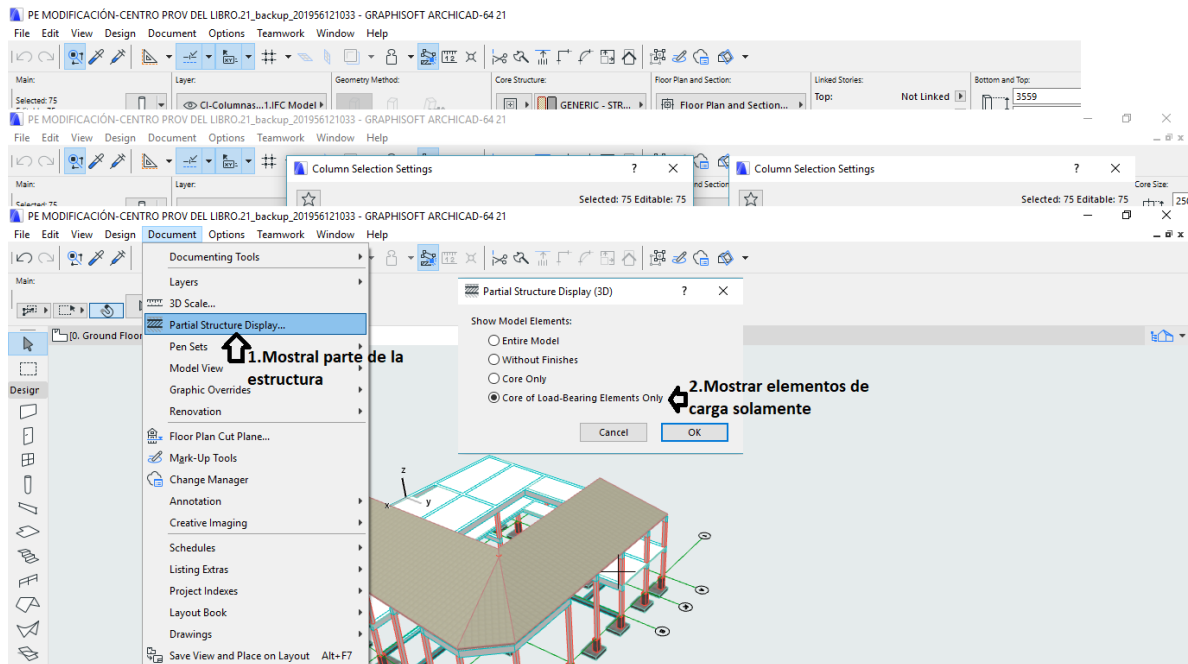 PE MODIFICACIÓN-CENTRO PROV DEL LIBRO.21_backup_201956121033 - GRAPHISOFT ARCHICAD-64 21
File Edit View Design Document Options Teamwork Window Help
Main: Layer: Geometry Method: Core Structure: Floor Plan and Section: Linked Stories: Bottom and Top:
Selected: 75 CI-Columnas...1.IFC Model GENERIC - STR... Floor Plan and Section... Top: Not Linked 3559
PE MODIFICACIÓN-CENTRO PROV DEL LIBRO.21_backup_201956121033 - GRAPHISOFT ARCHICAD-64 21
File Edit View Design Document Options Teamwork Window Help
Column Selection Settings ? Column Selection Settings ?
Main: Layer: nd Section Core Size:
Selected: 75 Selected: 75 Editable: 75 Selected: 75 Editable: 75 250
PE MODIFICACIÓN-CENTRO PROV DEL LIBRO.21_backup_201956121033 - GRAPHISOFT ARCHICAD-64 21
File Edit View Design Document Options Teamwork Window Help
Main:
Documenting Tools
Layers
3D Scale...
Partial Structure Display...
[0. Ground Floor
Pen Sets
Model View
Graphic Overrides
Renovation
Floor Plan Cut Plane...
Mark-Up Tools
Change Manager
Annotation
Creative Imaging
Schedules
Listing Extras
Project Indexes
Layout Book
Drawings
Save View and Place on Layout Alt+F7
Design
1.Mostral parte de la
estructura
Partial Structure Display (3D) ?
Show Model Elements:
Entire Model
Without Finishes
Core Only
Core of Load-Bearing Elements Only
Cancel OK
2.Mostrar elementos de
carga solamente
z
x y